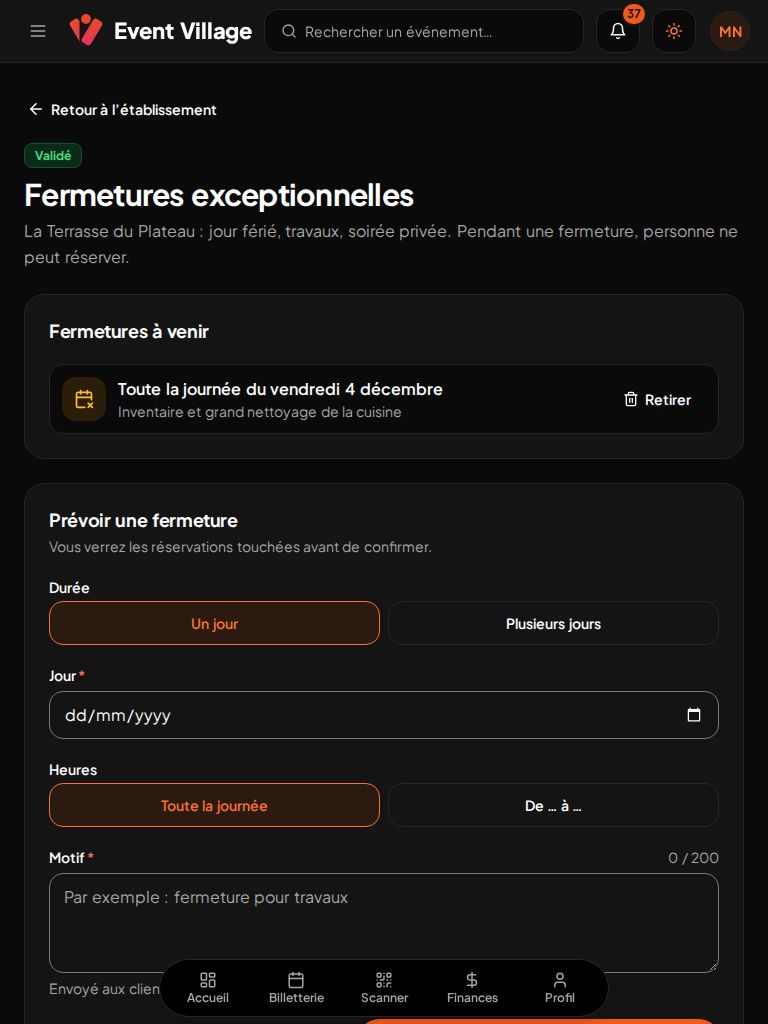 Event Village
Rechercher un événement…
37
MN
Retour à l’établissement
Validé
Fermetures exceptionnelles
La Terrasse du Plateau : jour férié, travaux, soirée privée. Pendant une fermeture, personne ne
peut réserver.
Fermetures à venir
Toute la journée du vendredi 4 décembre
Inventaire et grand nettoyage de la cuisine
Retirer
Prévoir une fermeture
Vous verrez les réservations touchées avant de confirmer.
Durée
Un jour
Plusieurs jours
Jour *
dd/mm/yyyy
Heures
Toute la journée
De … à …
Motif *
0 / 200
Par exemple : fermeture pour travaux
Envoyé aux clien
Accueil
Billetterie
Scanner
Finances
Profil